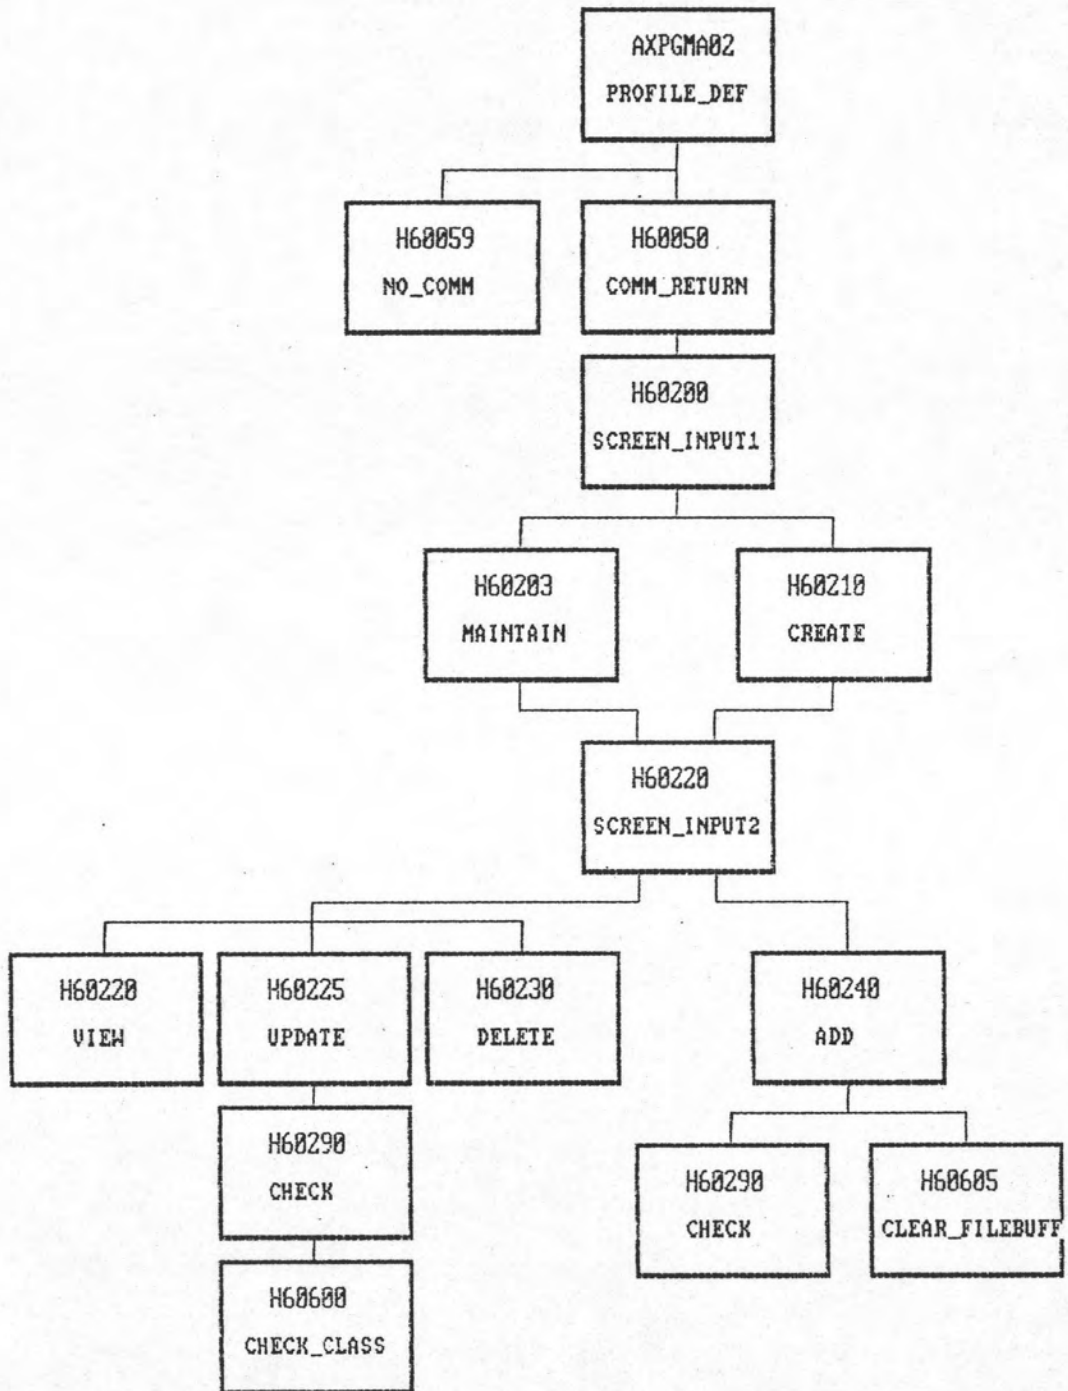 AXPGMA02
PROFILE_DEF
H60059
NO_COMM
H60050
COMM_RETURN
H60200
SCREEN_INPUT1
H60203
MAINTAIN
H60210
CREATE
H60220
SCREEN_INPUT2
H60220
VIEW
H60225
UPDATE
H60230
DELETE
H60240
ADD
H60290
CHECK
H60290
CHECK
H60605
CLEAR_FILEBUFF
H60600
CHECK_CLASS